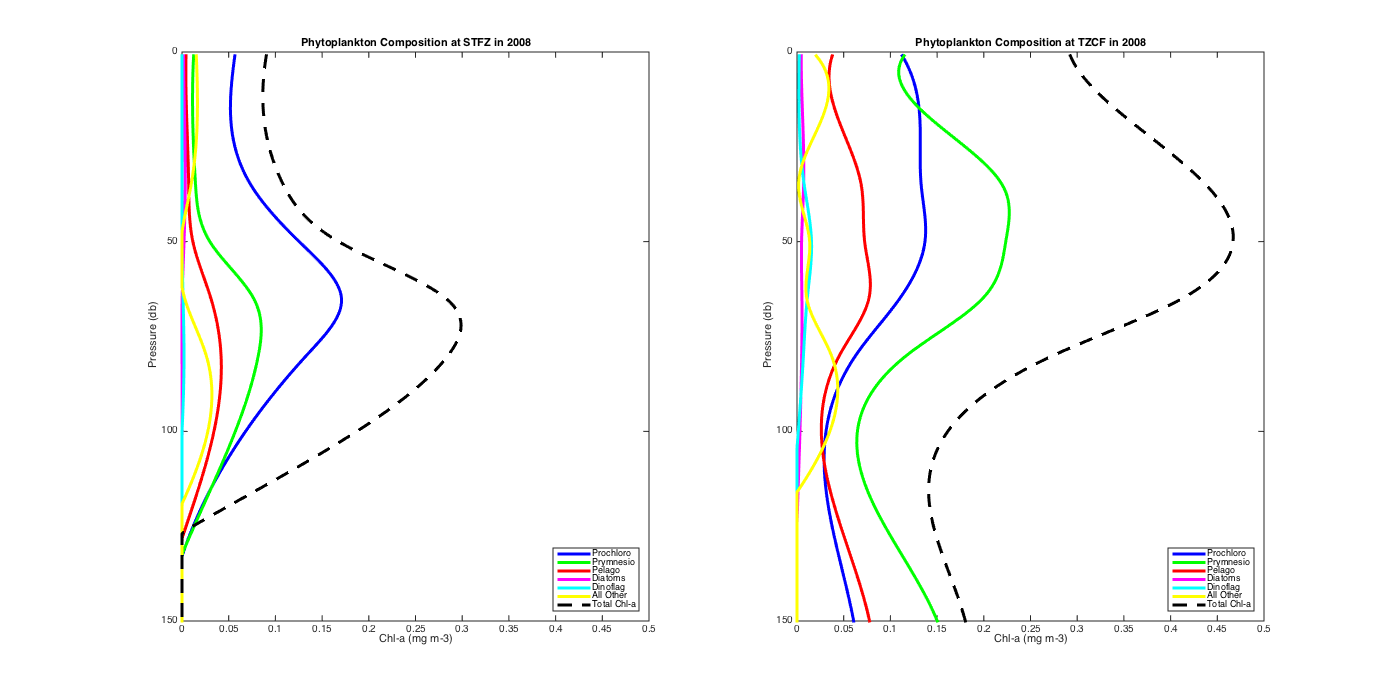 Phytoplankton Composition at STFZ in 2008
0
50
100
150
Pressure (db)
0 0.05 0.1 0.15 0.2 0.25 0.3 0.35 0.4 0.45 0.5
Chl-a (mg m-3)
Prochloro
Prymnesio
Pelago
Diatoms
Dinoflag
All Other
Total Chl-a
Phytoplankton Composition at TZCF in 2008
0
50
100
150
Pressure (db)
0 0.05 0.1 0.15 0.2 0.25 0.3 0.35 0.4 0.45 0.5
Chl-a (mg m-3)
Prochloro
Prymnesio
Pelago
Diatoms
Dinoflag
All Other
Total Chl-a